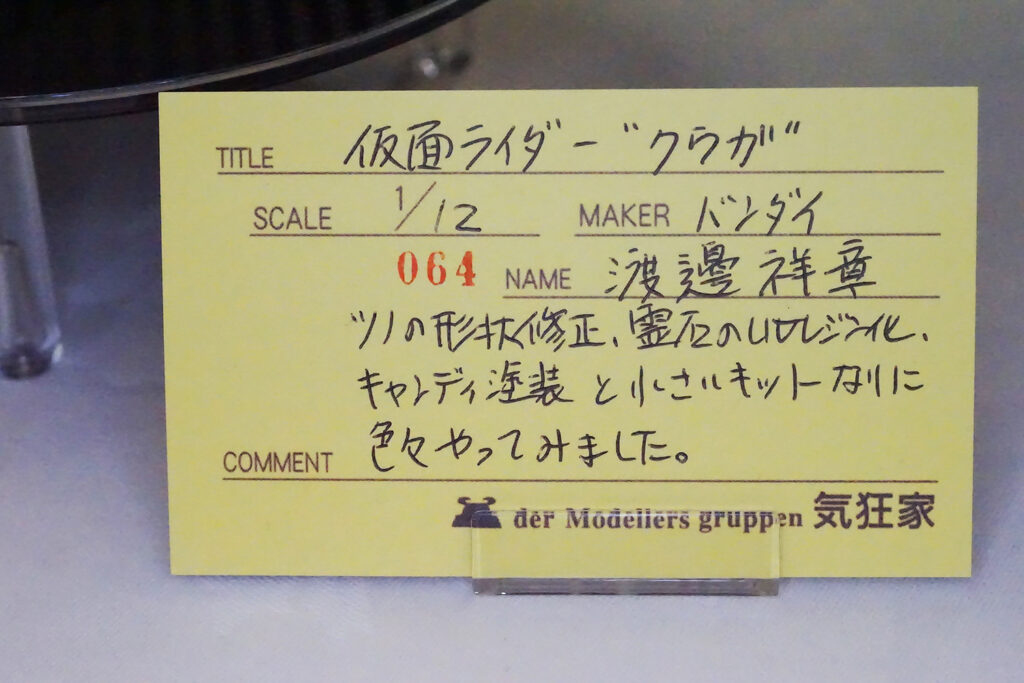 TITLE 仮面ライダー"クウガ"
SCALE 1/12 MAKER バンダイ
064 NAME 渡邊祥章
ツノの形状修正、霊石のUVレジン化、
キャンディ塗装と小さいキットなりに
COMMENT 色々やってみました。
der Modellers gruppen 気狂家